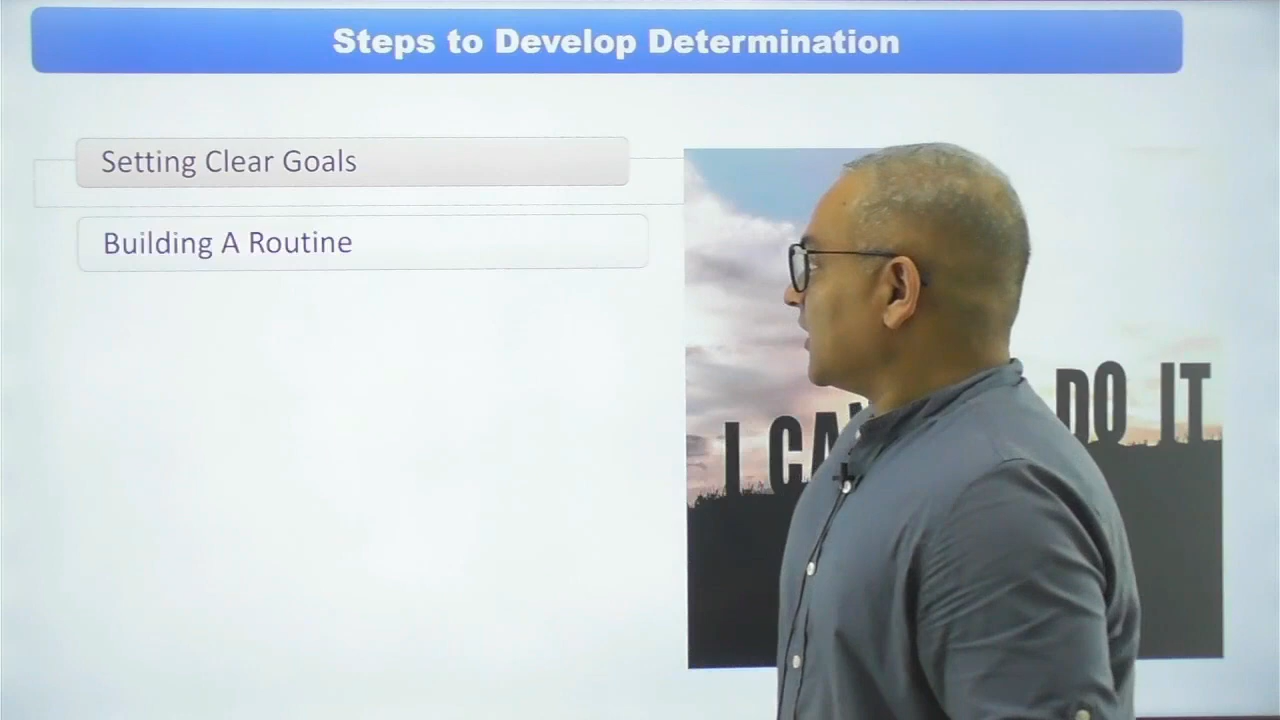 Steps to Develop Determination
Setting Clear Goals
Building A Routine
I
DO IT